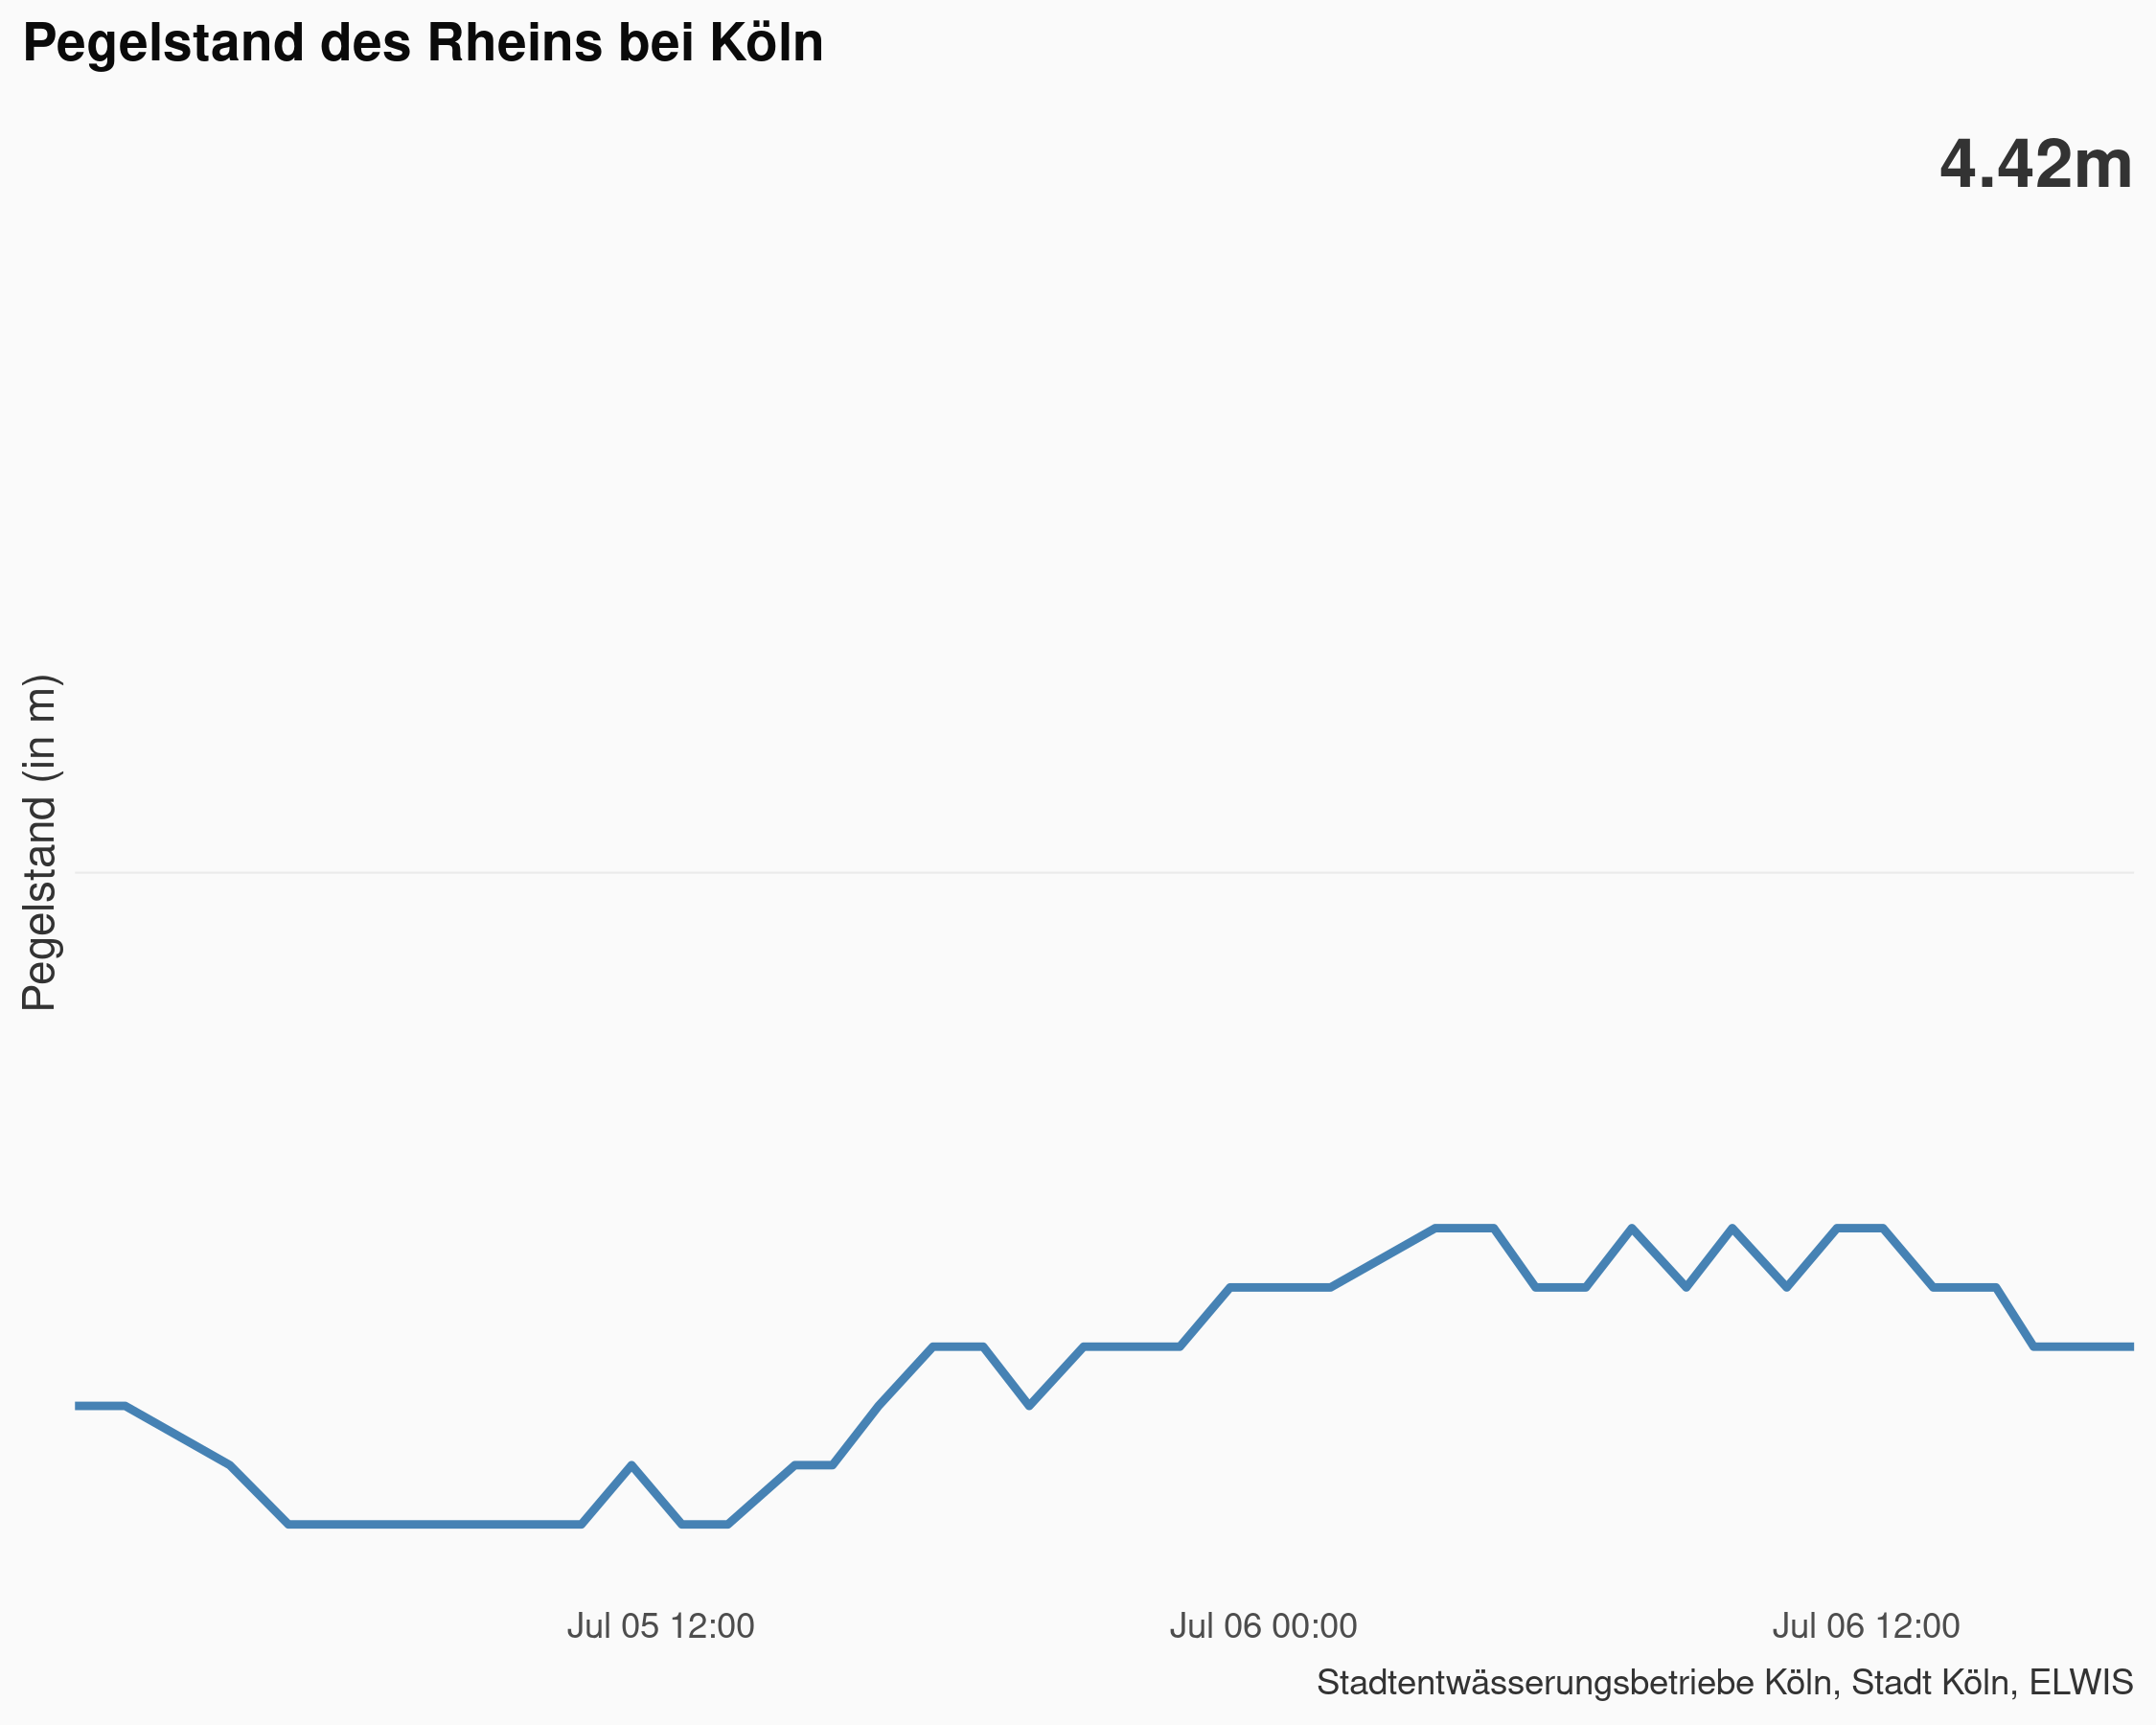 Pegelstand des Rheins bei Köln
4.42m
Pegelstand (in m)
Jul 05 12:00
Jul 06 00:00
Jul 06 12:00
Stadtentwässerungsbetriebe Köln, Stadt Köln, ELWIS